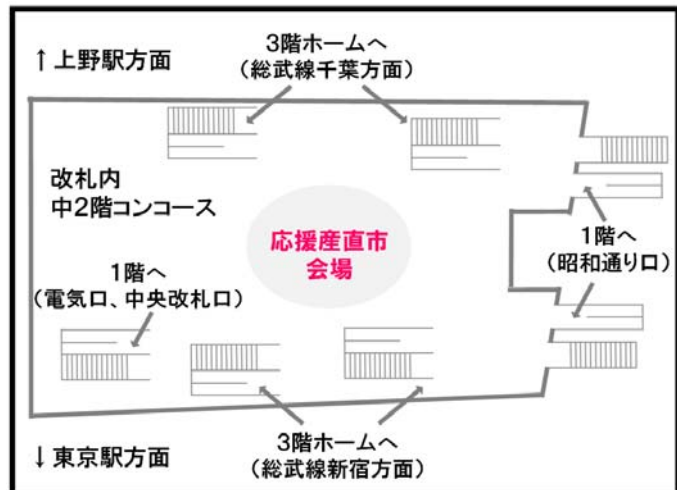 ↑上野駅方面
3階ホームへ
(総武線千葉方面)
改札内
中2階コンコース
応援産直市
会場
1階へ
(昭和通り口)
1階へ
(電気口、中央改札口)
3階ホームへ
(総武線新宿方面)
↓東京駅方面